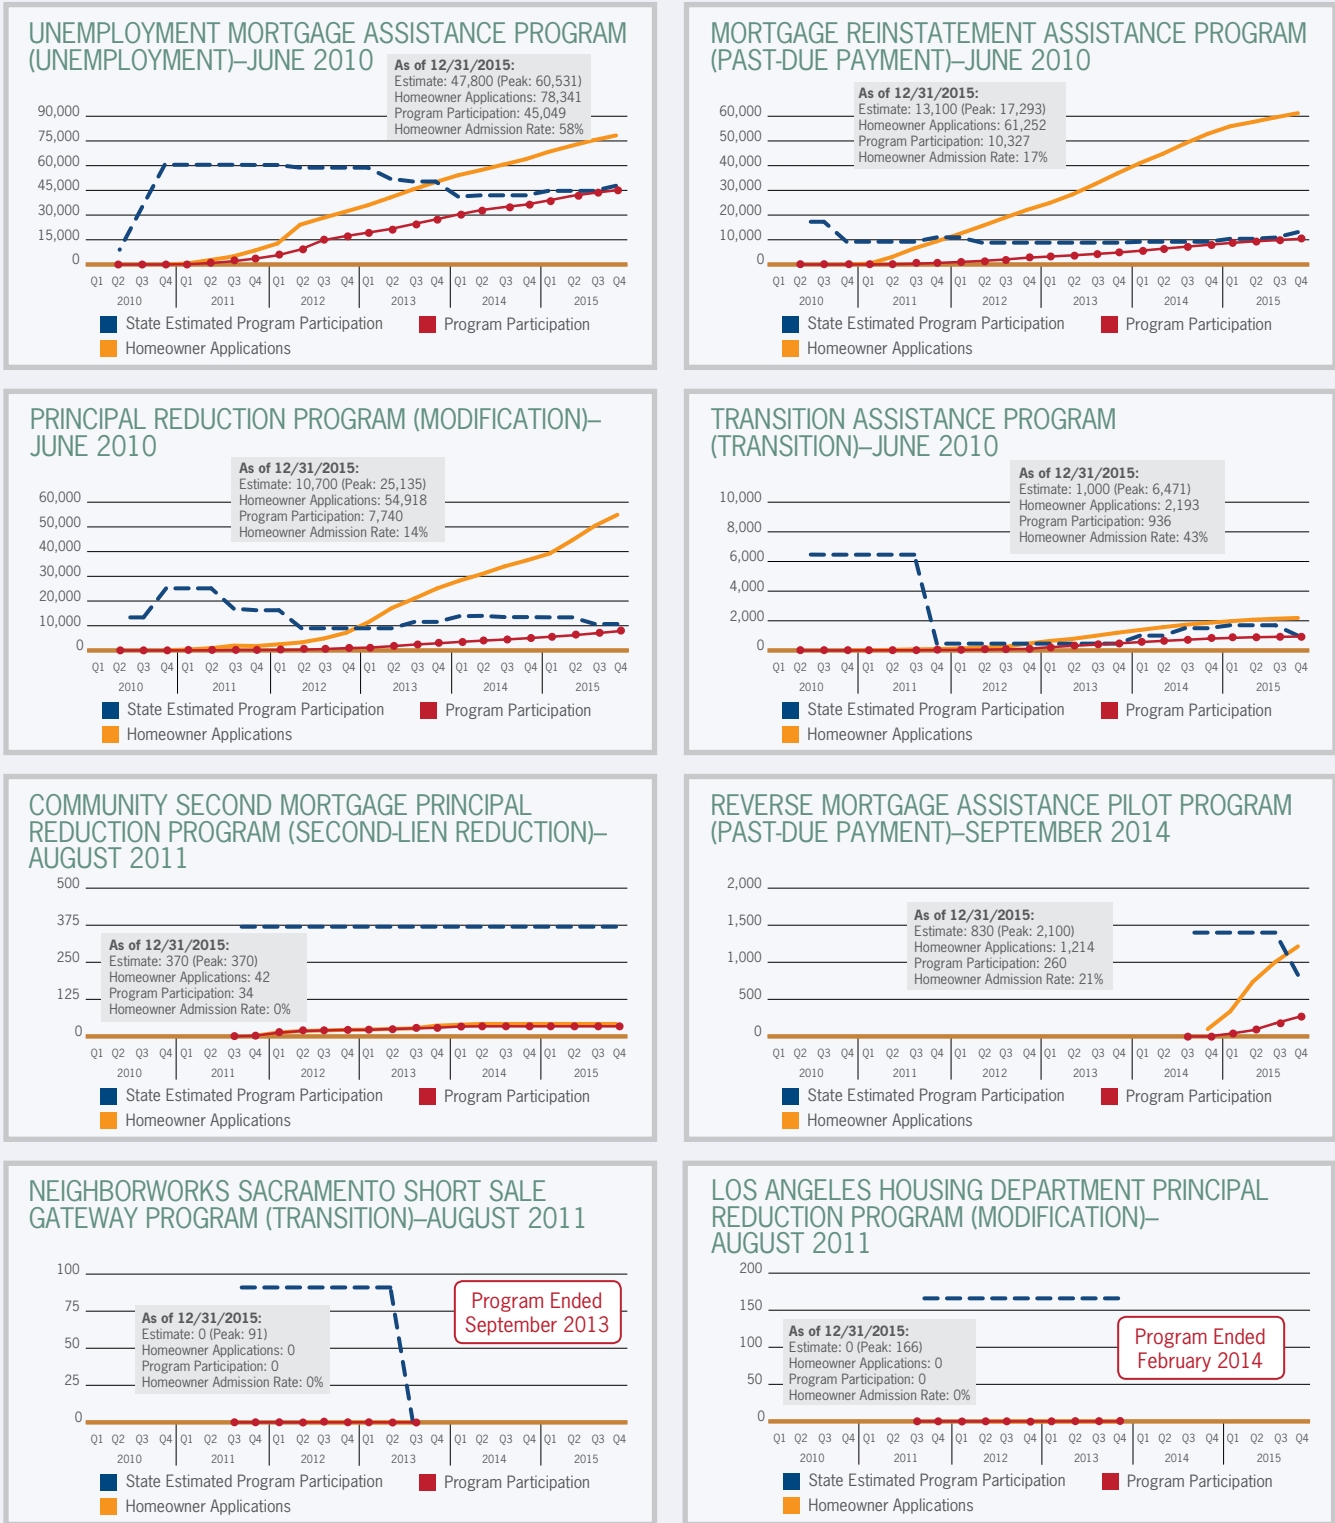 UNEMPLOYMENT MORTGAGE ASSISTANCE PROGRAM
(UNEMPLOYMENT)–JUNE 2010
As of 12/31/2015:
Estimate: 47,800 (Peak: 60,531)
Homeowner Applications: 78,341
Program Participation: 45,049
Homeowner Admission Rate: 58%
90,000
75,000
60,000
45,000
30,000
15,000
0
Q1 Q2 Q3 Q4 Q1 Q2 Q3 Q4 Q1 Q2 Q3 Q4 Q1 Q2 Q3 Q4 Q1 Q2 Q3 Q4 Q1 Q2 Q3 Q4
2010 2011 2012 2013 2014 2015
State Estimated Program Participation Program Participation
Homeowner Applications
MORTGAGE REINSTATEMENT ASSISTANCE PROGRAM
(PAST-DUE PAYMENT)–JUNE 2010
As of 12/31/2015:
Estimate: 13,100 (Peak: 17,293)
Homeowner Applications: 61,252
Program Participation: 10,327
Homeowner Admission Rate: 17%
60,000
50,000
40,000
30,000
20,000
10,000
0
Q1 Q2 Q3 Q4 Q1 Q2 Q3 Q4 Q1 Q2 Q3 Q4 Q1 Q2 Q3 Q4 Q1 Q2 Q3 Q4 Q1 Q2 Q3 Q4
2010 2011 2012 2013 2014 2015
State Estimated Program Participation Program Participation
Homeowner Applications
PRINCIPAL REDUCTION PROGRAM (MODIFICATION)–
JUNE 2010
As of 12/31/2015:
Estimate: 10,700 (Peak: 25,135)
Homeowner Applications: 54,918
Program Participation: 7,740
Homeowner Admission Rate: 14%
60,000
50,000
40,000
30,000
20,000
10,000
0
Q1 Q2 Q3 Q4 Q1 Q2 Q3 Q4 Q1 Q2 Q3 Q4 Q1 Q2 Q3 Q4 Q1 Q2 Q3 Q4 Q1 Q2 Q3 Q4
2010 2011 2012 2013 2014 2015
State Estimated Program Participation Program Participation
Homeowner Applications
TRANSITION ASSISTANCE PROGRAM
(TRANSITION)–JUNE 2010
As of 12/31/2015:
Estimate: 1,000 (Peak: 6,471)
Homeowner Applications: 2,193
Program Participation: 936
Homeowner Admission Rate: 43%
10,000
8,000
6,000
4,000
2,000
0
Q1 Q2 Q3 Q4 Q1 Q2 Q3 Q4 Q1 Q2 Q3 Q4 Q1 Q2 Q3 Q4 Q1 Q2 Q3 Q4 Q1 Q2 Q3 Q4
2010 2011 2012 2013 2014 2015
State Estimated Program Participation Program Participation
Homeowner Applications
COMMUNITY SECOND MORTGAGE PRINCIPAL
REDUCTION PROGRAM (SECOND-LIEN REDUCTION)–
AUGUST 2011
500
375
250
125
0
As of 12/31/2015:
Estimate: 370 (Peak: 370)
Homeowner Applications: 42
Program Participation: 34
Homeowner Admission Rate: 0%
Q1 Q2 Q3 Q4 Q1 Q2 Q3 Q4 Q1 Q2 Q3 Q4 Q1 Q2 Q3 Q4 Q1 Q2 Q3 Q4 Q1 Q2 Q3 Q4
2010 2011 2012 2013 2014 2015
State Estimated Program Participation Program Participation
Homeowner Applications
REVERSE MORTGAGE ASSISTANCE PILOT PROGRAM
(PAST-DUE PAYMENT)–SEPTEMBER 2014
2,000
1,500
1,000
500
0
As of 12/31/2015:
Estimate: 830 (Peak: 2,100)
Homeowner Applications: 1,214
Program Participation: 260
Homeowner Admission Rate: 21%
Q1 Q2 Q3 Q4 Q1 Q2 Q3 Q4 Q1 Q2 Q3 Q4 Q1 Q2 Q3 Q4 Q1 Q2 Q3 Q4 Q1 Q2 Q3 Q4
2010 2011 2012 2013 2014 2015
State Estimated Program Participation Program Participation
Homeowner Applications
NEIGHBORWORKS SACRAMENTO SHORT SALE
GATEWAY PROGRAM (TRANSITION)–AUGUST 2011
100
75
50
25
0
As of 12/31/2015:
Estimate: 0 (Peak: 91)
Homeowner Applications: 0
Program Participation: 0
Homeowner Admission Rate: 0%
Program Ended
September 2013
Q1 Q2 Q3 Q4 Q1 Q2 Q3 Q4 Q1 Q2 Q3 Q4 Q1 Q2 Q3 Q4 Q1 Q2 Q3 Q4 Q1 Q2 Q3 Q4
2010 2011 2012 2013 2014 2015
State Estimated Program Participation Program Participation
Homeowner Applications
LOS ANGELES HOUSING DEPARTMENT PRINCIPAL
REDUCTION PROGRAM (MODIFICATION)–
AUGUST 2011
200
150
100
50
0
As of 12/31/2015:
Estimate: 0 (Peak: 166)
Homeowner Applications: 0
Program Participation: 0
Homeowner Admission Rate: 0%
Program Ended
February 2014
Q1 Q2 Q3 Q4 Q1 Q2 Q3 Q4 Q1 Q2 Q3 Q4 Q1 Q2 Q3 Q4 Q1 Q2 Q3 Q4 Q1 Q2 Q3 Q4
2010 2011 2012 2013 2014 2015
State Estimated Program Participation Program Participation
Homeowner Applications